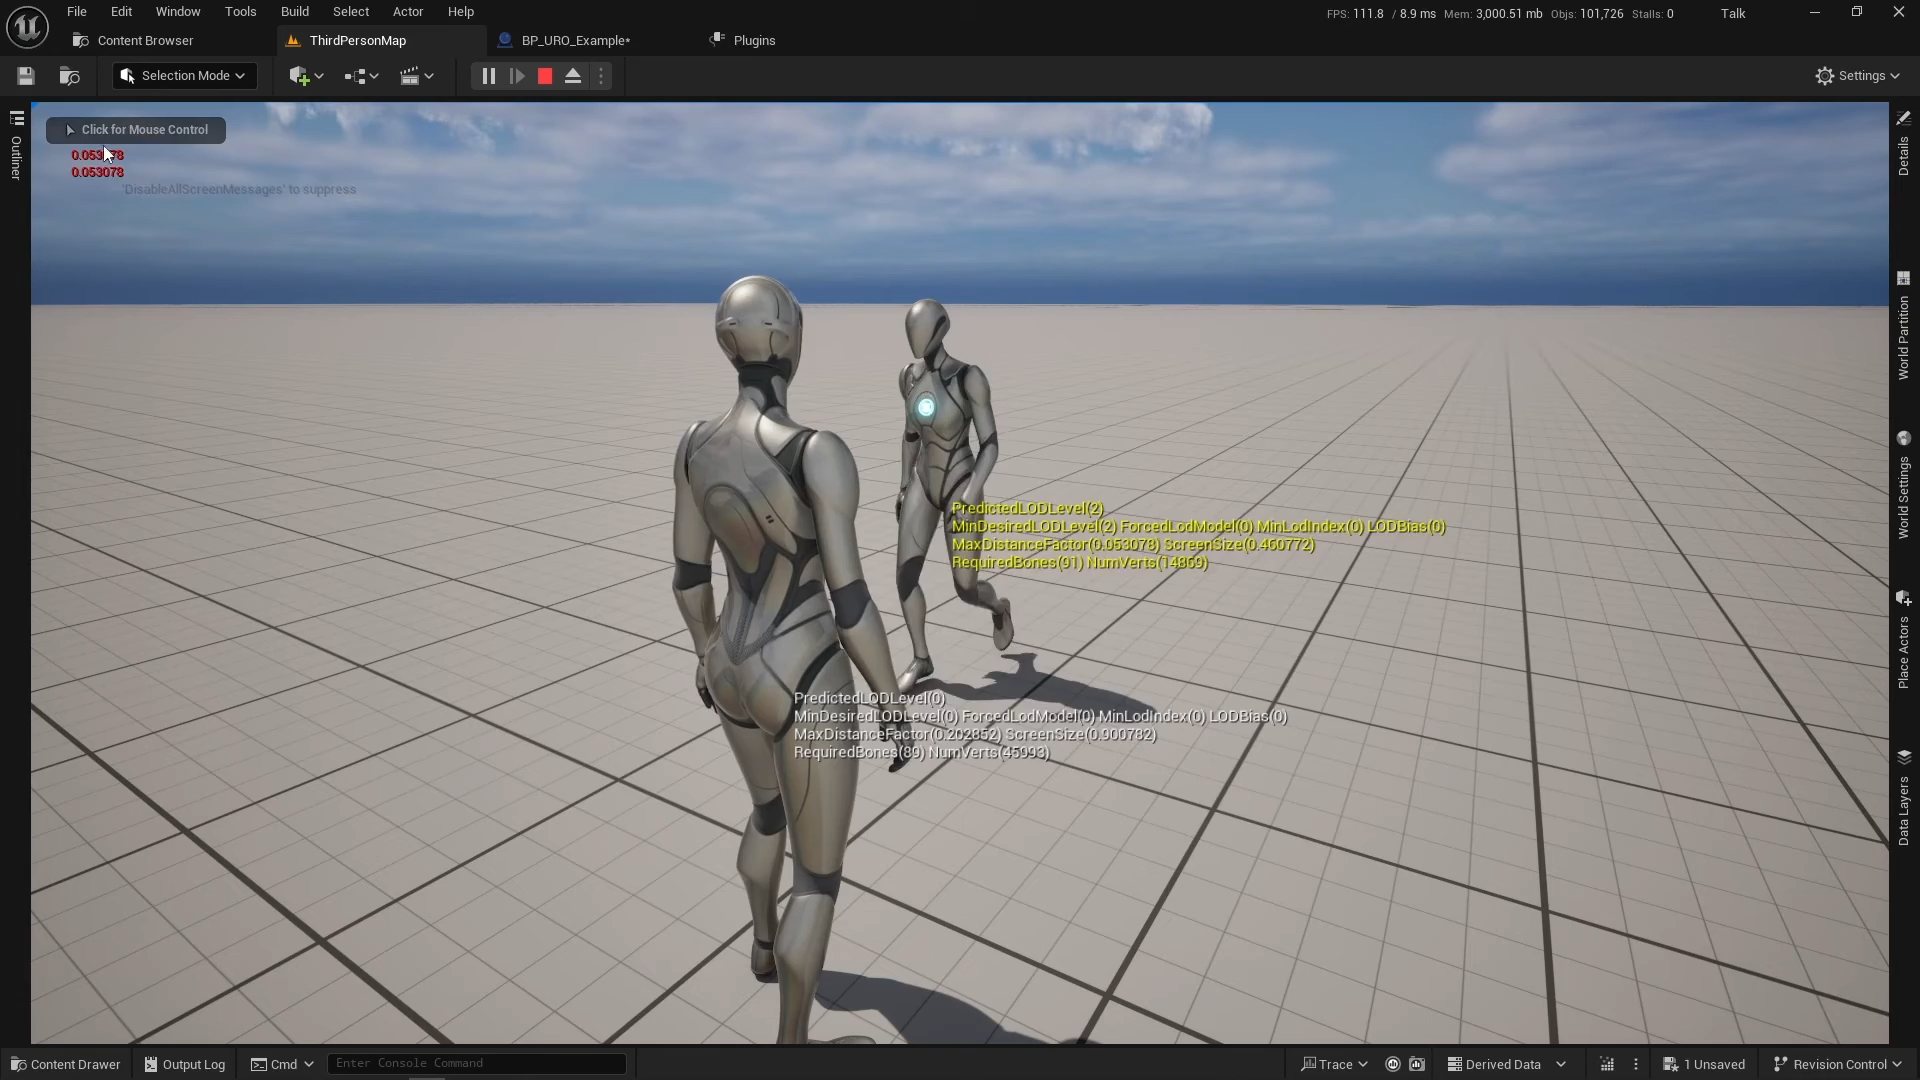 File Edit Window Tools Build Select Actor Help
FPS: 111.8 / 8.9 ms Mem: 3,000.51 mb Objs: 101,726 Stalls: 0 Talk
Content Browser ThirdPersonMap BP_URO_Example* Plugins
Selection Mode Settings
Click for Mouse Control
0.053078
'DisableAllScreenMessages' to suppress
Outliner
Details
World Partition
World Settings
Place Actors
Data Layers
PredictedLODLevel(2)
MinDesiredLODLevel(2) ForcedLodModel(0) MinLodIndex(0) LODBias(0)
MaxDistanceFactor(0.053078) ScreenSize(0.460772)
RequiredBones(91) NumVerts(14869)
PredictedLODLevel(0)
MinDesiredLODLevel(0) ForcedLodModel(0) MinLodIndex(0) LODBias(0)
MaxDistanceFactor(0.202852) ScreenSize(0.900782)
RequiredBones(89) NumVerts(45993)
Content Drawer Output Log Cmd Enter Console Command Trace Derived Data 1 Unsaved Revision Control